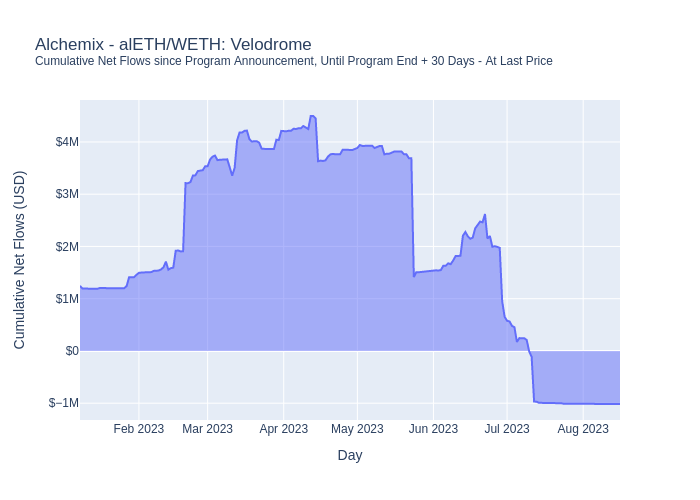 Alchemix - alETH/WETH: Velodrome
Cumulative Net Flows since Program Announcement, Until Program End + 30 Days - At Last Price
Cumulative Net Flows (USD)
$4M
$3M
$2M
$1M
$0
$−1M
Feb 2023 Mar 2023 Apr 2023 May 2023 Jun 2023 Jul 2023 Aug 2023
Day